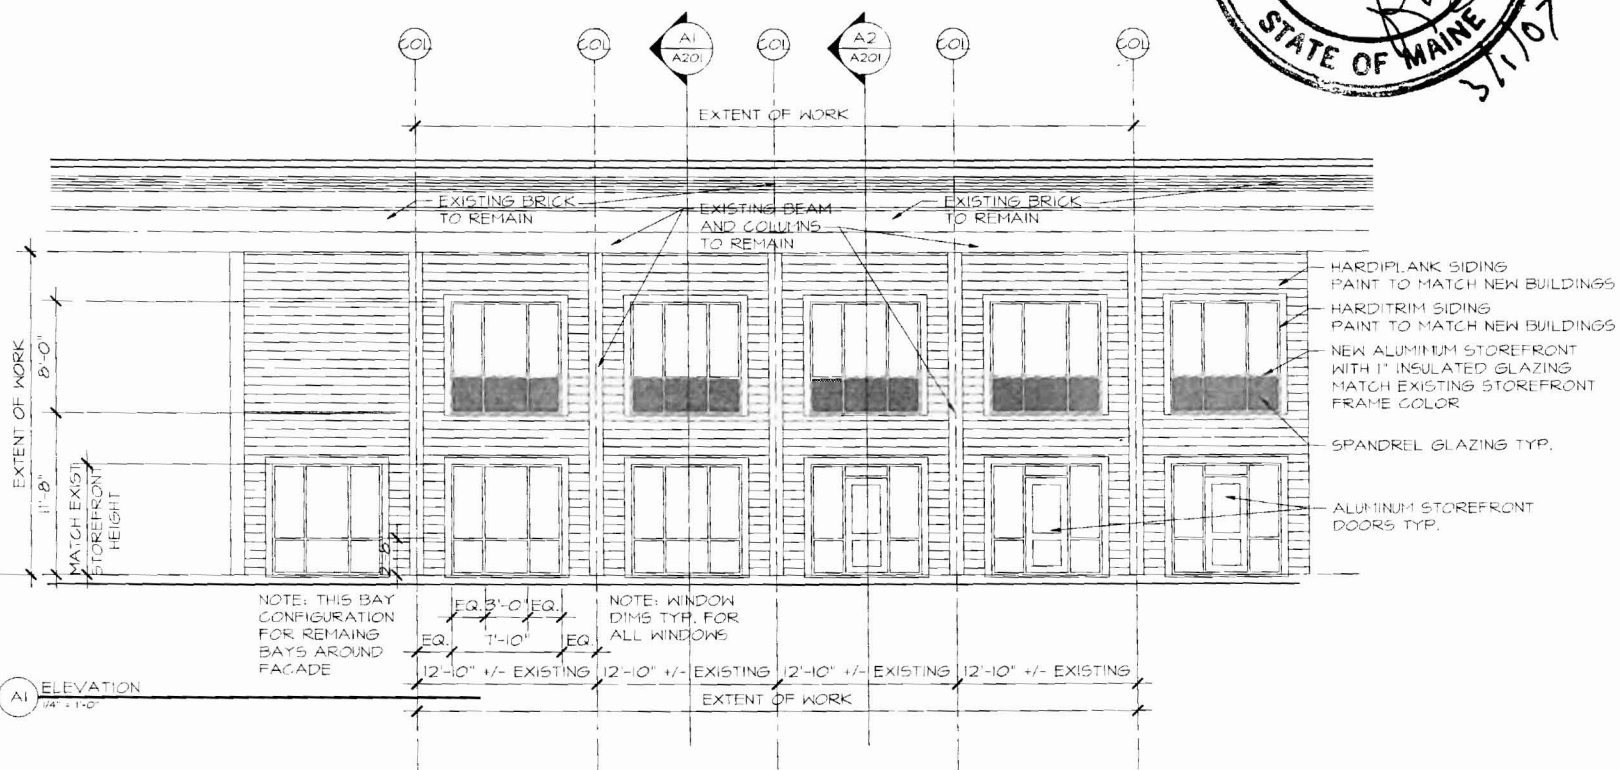 STATE OF MAINE
3/1/07
COL
COL
A1
A201
COL
A2
A201
COL
COL
EXTENT OF WORK
EXISTING BRICK
TO REMAIN
EXISTING BEAM
AND COLUMNS
TO REMAIN
EXISTING BRICK
TO REMAIN
HARDIPLANK SIDING
PAINT TO MATCH NEW BUILDINGS
HARDITRIM SIDING
PAINT TO MATCH NEW BUILDINGS
NEW ALUMINUM STOREFRONT
WITH 1" INSULATED GLAZING
MATCH EXISTING STOREFRONT
FRAME COLOR
SPANDREL GLAZING TYP.
ALUMINUM STOREFRONT
DOORS TYP.
EXTENT OF WORK
8'-0"
11'-8"
MATCH EXIST
STOREFRONT
HEIGHT
NOTE: THIS BAY
CONFIGURATION
FOR REMAING
BAYS AROUND
FACADE
EQ. 3'-0" EQ.
EQ. 7'-10" EQ.
NOTE: WINDOW
DIMS TYP. FOR
ALL WINDOWS
12'-10" +/- EXISTING
12'-10" +/- EXISTING
12'-10" +/- EXISTING
12'-10" +/- EXISTING
EXTENT OF WORK
A1
ELEVATION
1/4" = 1'-0"